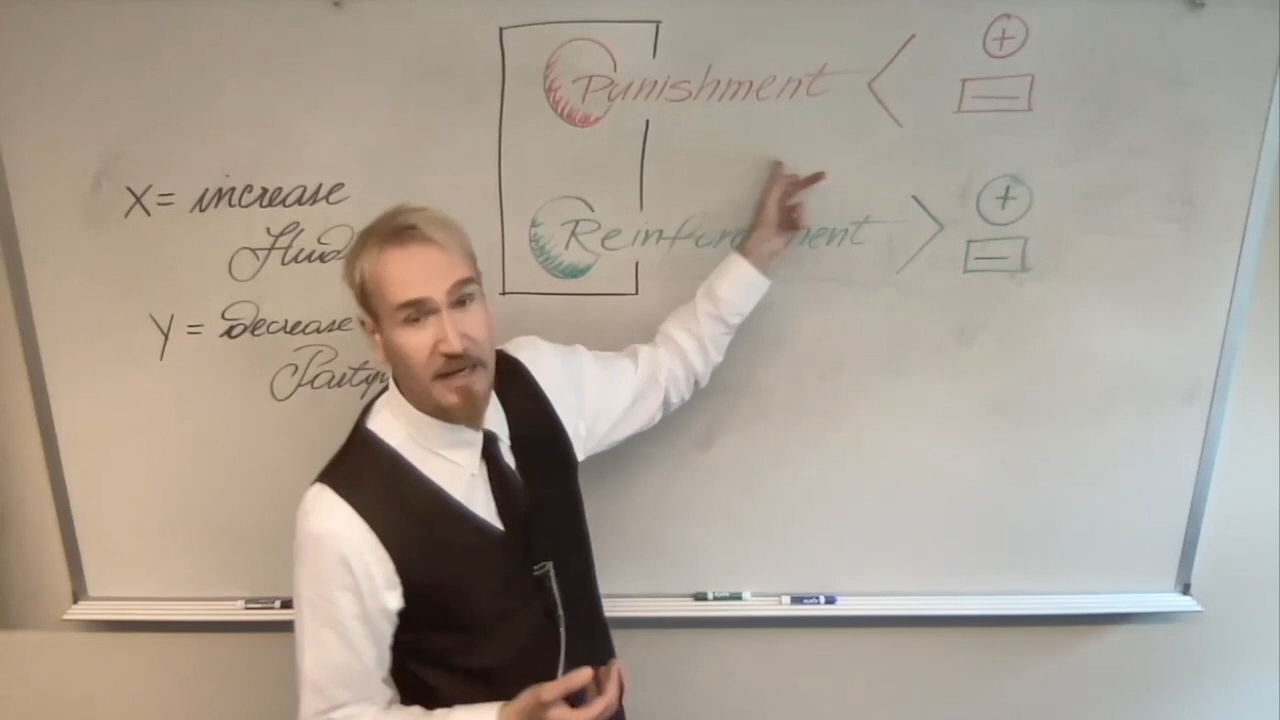 Punishment < +
−
X = increase
Reinforcement > +
−
Y = decrease